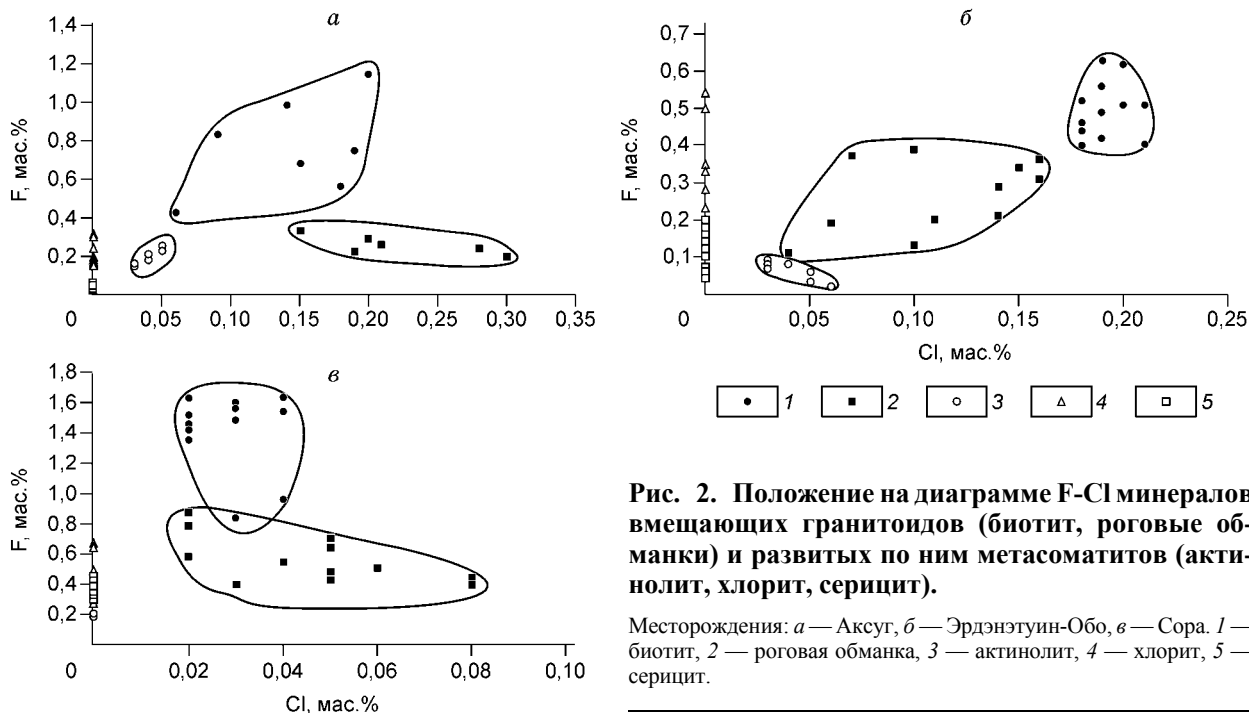 а
F, мас.%
1,4
1,2
1,0
0,8
0,6
0,4
0,2
0
0,05 0,10 0,15 0,20 0,25 0,30 0,35
б
F, мас.%
0,7
0,6
0,5
0,4
0,3
0,2
0,1
0
0,05 0,10 0,15 0,20 0,25
Cl, мас.%
1 2 3 4 5
в
F, мас.%
1,8
1,6
1,4
1,2
1,0
0,8
0,6
0,4
0,2
0
0,02 0,04 0,06 0,08 0,10
Cl, мас.%
Рис. 2. Положение на диаграмме F-Cl минералов
вмещающих гранитоидов (биотит, роговые об-
манки) и развитых по ним метасоматитов (акти-
нолит, хлорит, серицит).
Месторождения: а — Аксуг, б — Эрдэнэтуин-Обо, в — Сора. 1 —
биотит, 2 — роговая обманка, 3 — актинолит, 4 — хлорит, 5 —
серицит.